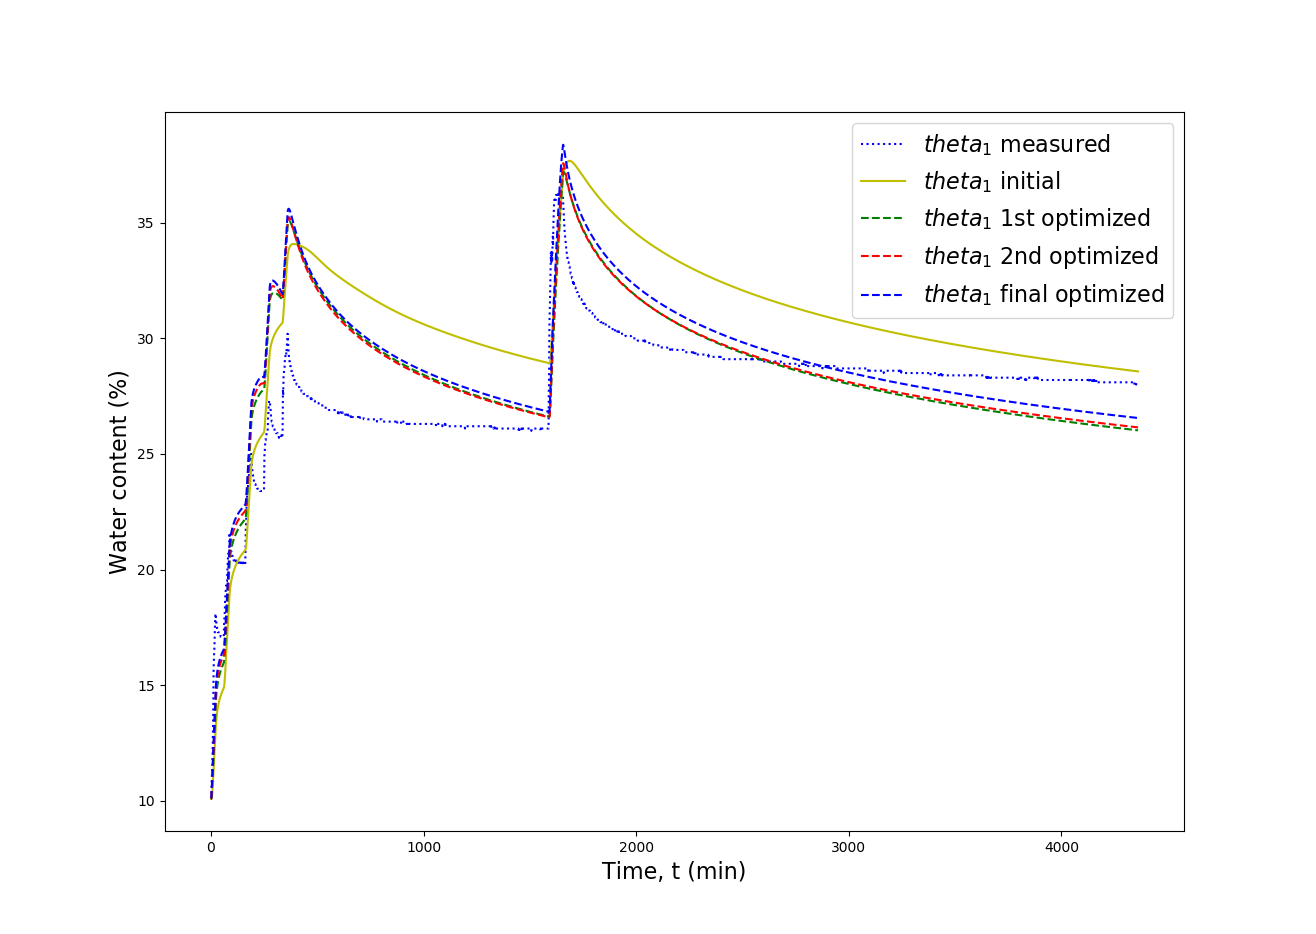 theta₁ measured
theta₁ initial
theta₁ 1st optimized
theta₁ 2nd optimized
theta₁ final optimized
Water content (%)
35
30
25
20
15
10
0 1000 2000 3000 4000
Time, t (min)